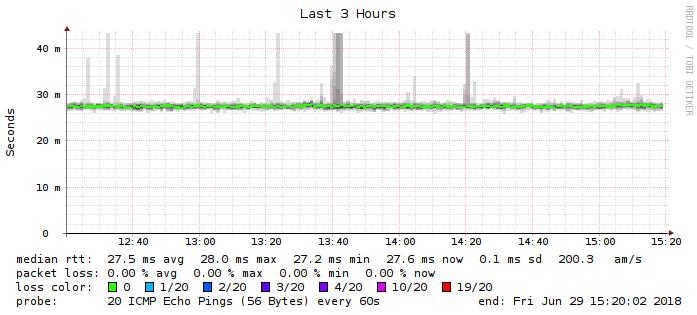 Last 3 Hours
RRDTOOL / TOBI OETIKER
Seconds
40 m
30 m
20 m
10 m
0
12:40 13:00 13:20 13:40 14:00 14:20 14:40 15:00 15:20
median rtt: 27.5 ms avg 28.0 ms max 27.2 ms min 27.6 ms now 0.1 ms sd 200.3 am/s
packet loss: 0.00 % avg 0.00 % max 0.00 % min 0.00 % now
loss color: 0 1/20 2/20 3/20 4/20 10/20 19/20
probe: 20 ICMP Echo Pings (56 Bytes) every 60s end: Fri Jun 29 15:20:02 2018